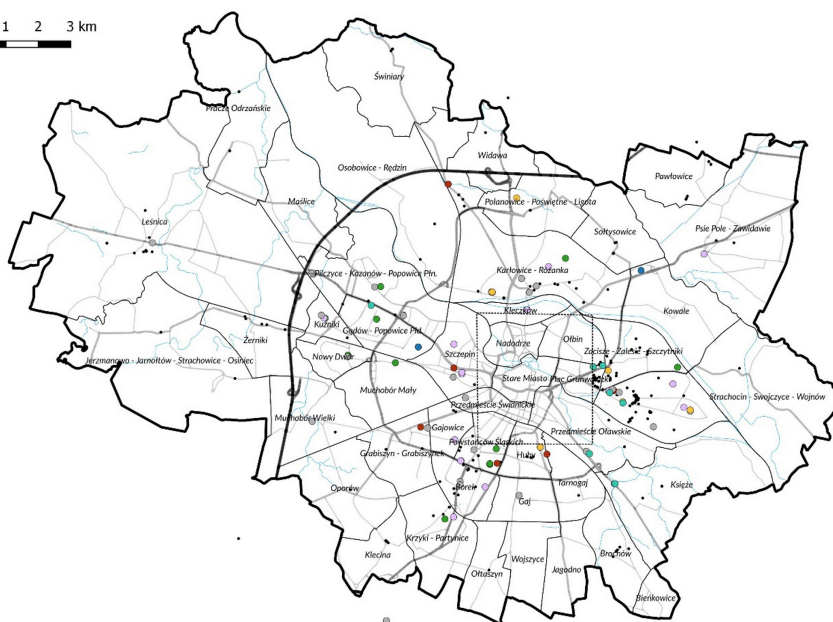 1 2 3 km
Świniary
Pracze Odrzańskie
Widawa
Osobowice - Rędzin
Pawłowice
Polanowice - Poświętne - Ligota
Maślice
Leśnica
Psie Pole - Zawidawie
Sołtysowice
Karłowice - Różanka
Pilczyce - Kozanów - Popowice Płn.
Kleczków
Kowale
Kuźniki
Gądów - Popowice Płd.
Żerniki
Nadodrze
Ołbin
Szczepin
Zacisze - Zalesie - Szczytniki
Nowy Dwór
Jerzmanowo - Jarnołtów - Strachowice - Osiniec
Stare Miasto
Plac Grunwaldzki
Muchobór Mały
Strachocin - Swojczyce - Wojnów
Przedmieście Świdnickie
Muchobór Wielki
Gajowice
Przedmieście Oławskie
Powstańców Śląskich
Grabiszyn - Grabiszynek
Huby
Tarnogaj
Księże
Borek
Oporów
Gaj
Krzyki - Partynice
Klecina
Brochów
Wojszyce
Jagodno
Ołtaszyn
Bieńkowice